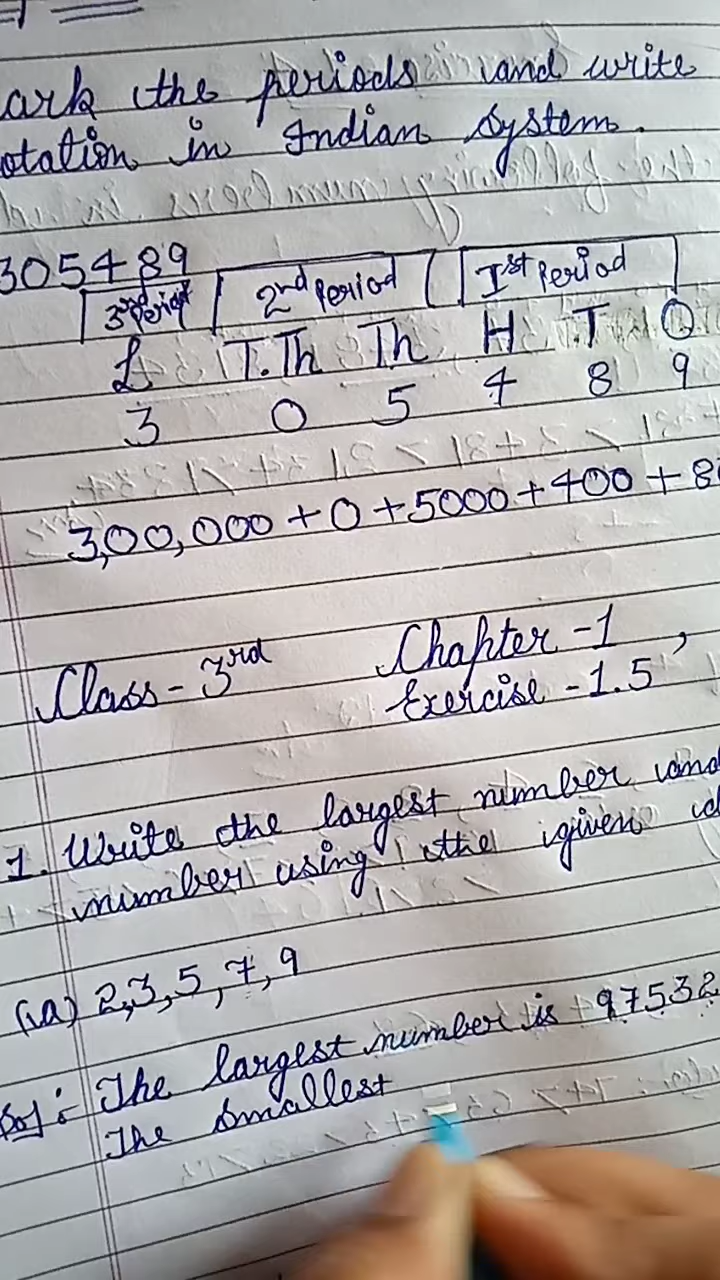 ark the periods and write
otation in Indian System.
305489
3rd Period 2nd Period Ist Period
L T.Th Th H T O
3 0 5 4 8 9
3,00,000 + 0 + 5000 + 400 + 8
Class - 3rd Chapter - 1
Exercise - 1.5
1. Write the largest number and
number using the given d
(a) 2,3,5,7,9
Sol: The largest number is 97532
The smallest